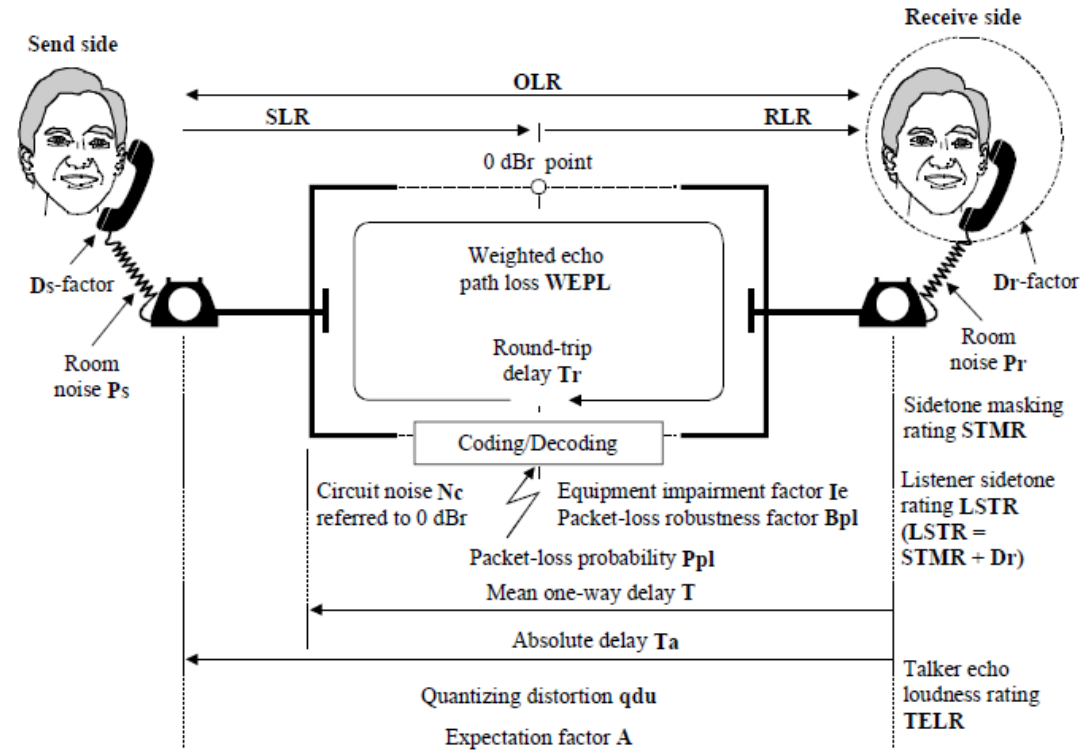 Send side
Receive side
OLR
SLR
RLR
0 dBr point
Weighted echo
path loss WEPL
Ds-factor
Dr-factor
Room
noise Ps
Round-trip
delay Tr
Room
noise Pr
Coding/Decoding
Sidetone masking
rating STMR
Circuit noise Nc
referred to 0 dBr
Equipment impairment factor Ie
Packet-loss robustness factor Bpl
Listener sidetone
rating LSTR
(LSTR =
STMR + Dr)
Packet-loss probability Ppl
Mean one-way delay T
Absolute delay Ta
Talker echo
loudness rating
TELR
Quantizing distortion qdu
Expectation factor A